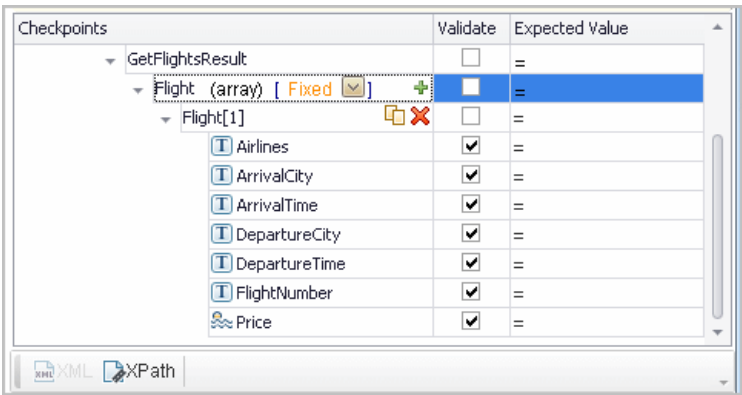 Checkpoints Validate Expected Value
GetFlightsResult =
Flight (array) [ Fixed ] =
Flight[1] =
T Airlines =
T ArrivalCity =
T ArrivalTime =
T DepartureCity =
T DepartureTime =
T FlightNumber =
Price =
XML XPath